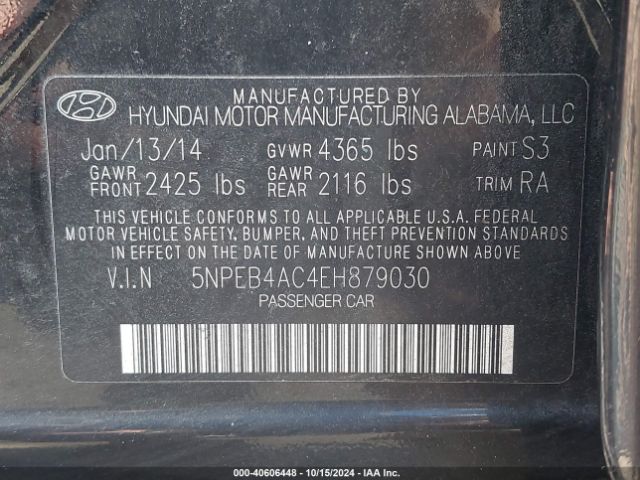 MANUFACTURED BY
HYUNDAI MOTOR MANUFACTURING ALABAMA, LLC
Jan/13/14 GVWR 4365 lbs PAINT S3
GAWR FRONT 2425 lbs GAWR REAR 2116 lbs TRIM RA
THIS VEHICLE CONFORMS TO ALL APPLICABLE U.S.A. FEDERAL
MOTOR VEHICLE SAFETY, BUMPER, AND THEFT PREVENTION STANDARDS
IN EFFECT ON THE DATE OF MANUFACTURE SHOWN ABOVE
V.I.N 5NPEB4AC4EH879030
PASSENGER CAR
000-40606448 - 10/15/2024 - IAA Inc.